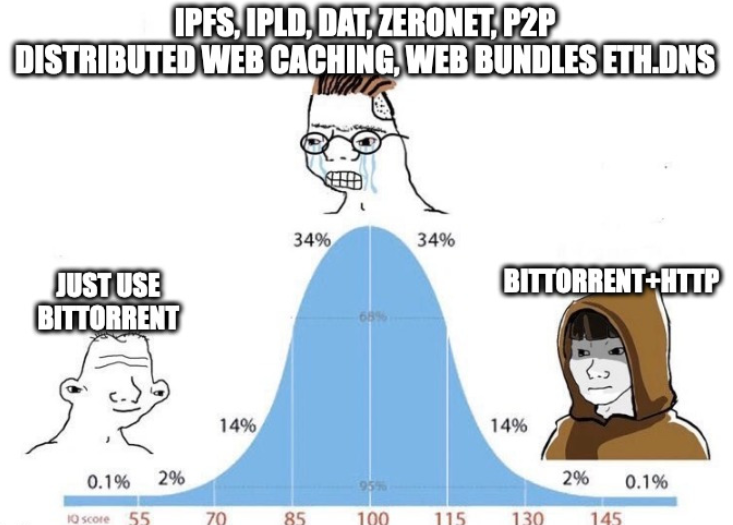 IPFS, IPLD, DAT, ZERONET, P2P
DISTRIBUTED WEB CACHING, WEB BUNDLES ETH.DNS
34%
34%
JUST USE
BITTORRENT
BITTORRENT+HTTP
68%
14%
14%
0.1%
2%
95%
2%
0.1%
IQ score
55
70
85
100
115
130
145